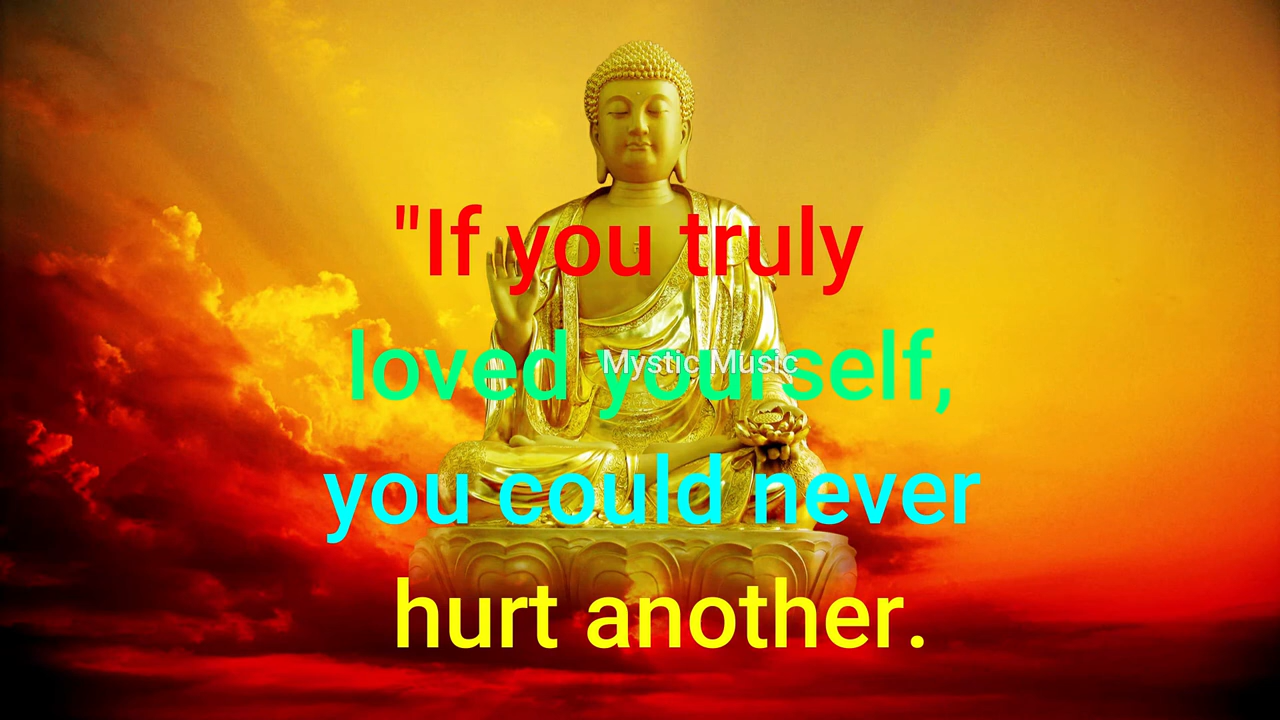 "If you truly
loved yourself,
Mystic Music
you could never
hurt another.